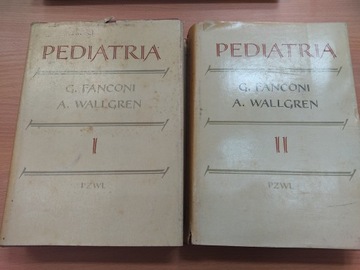 PEDIATRIA
G. FANCONI
A. WALLGREN
I
PZWL
PEDIATRIA
G. FANCONI
A. WALLGREN
II
PZWL